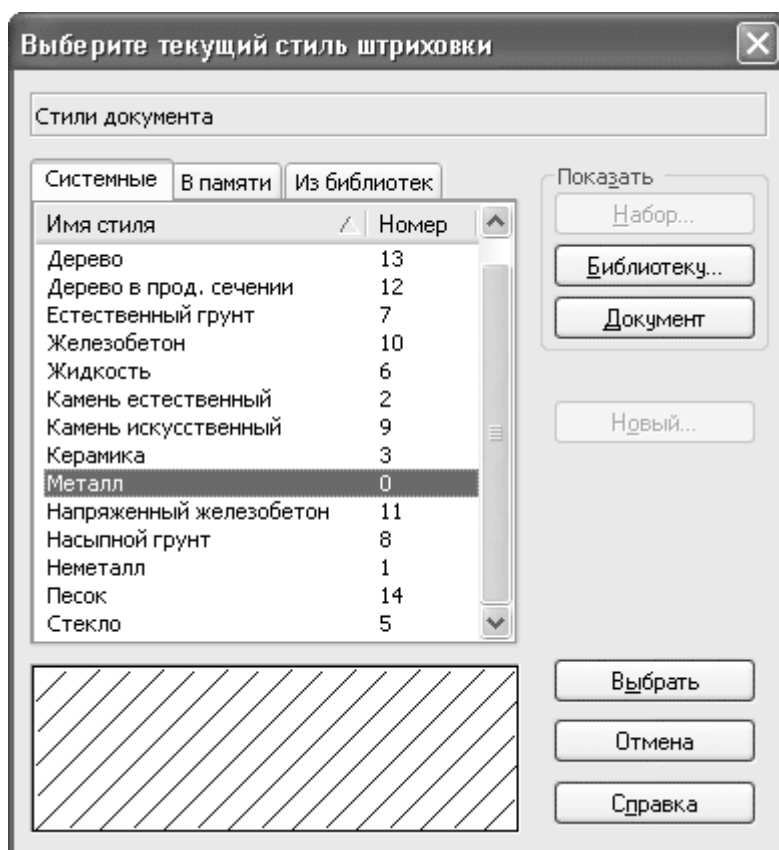 Выберите текущий стиль штриховки
Стили документа
Системные В памяти Из библиотек
Имя стиля Номер
Дерево 13
Дерево в прод. сечении 12
Естественный грунт 7
Железобетон 10
Жидкость 6
Камень естественный 2
Камень искусственный 9
Керамика 3
Металл 0
Напряженный железобетон 11
Насыпной грунт 8
Неметалл 1
Песок 14
Стекло 5
Показать
Набор...
Библиотеку...
Документ
Новый...
Выбрать
Отмена
Справка